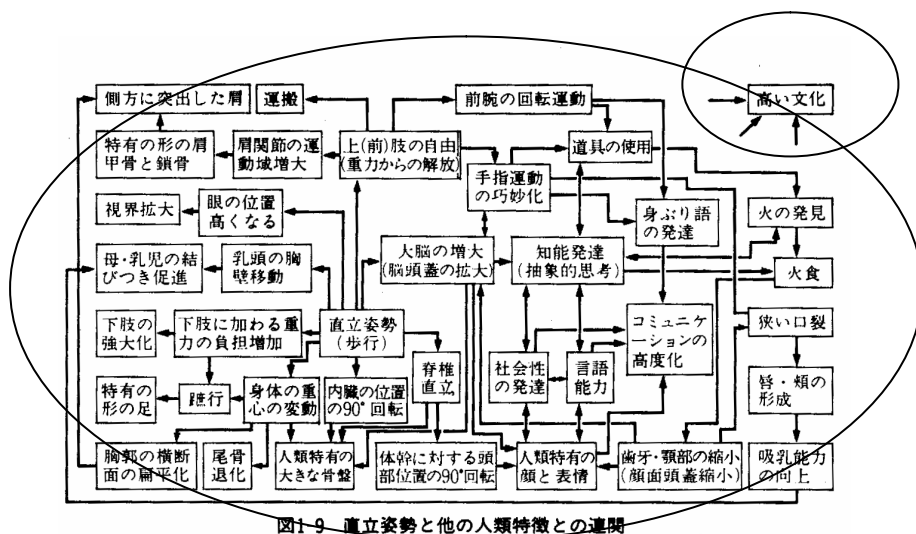 側方に突出した肩
運搬
前腕の回転運動
高い文化
特有の形の肩
甲骨と鎖骨
肩関節の運
動域増大
上(前)肢の自由
(重力からの解放)
道具の使用
手指運動
の巧妙化
視界拡大
眼の位置
高くなる
身ぶり語
の発達
火の発見
母・乳児の結
びつき促進
乳頭の胸
壁移動
大脳の増大
(脳頭蓋の拡大)
知能発達
(抽象的思考)
火食
下肢の
強大化
下肢に加わる重
力の負担増加
直立姿勢
(歩行)
コミュニケ
ーションの
高度化
狭い口裂
脊椎
直立
社会性
の発達
言語
能力
特有の
形の足
蹠行
身体の重
心の変動
内臓の位置
の90°回転
唇・頬の
形成
胸郭の横断
面の扁平化
尾骨
退化
人類特有の
大きな骨盤
体幹に対する頭
部位置の90°回転
人類特有の
顔と表情
歯牙・顎部の縮小
(顔面頭蓋縮小)
吸乳能力
の向上
図1-9 直立姿勢と他の人類特徴との連関